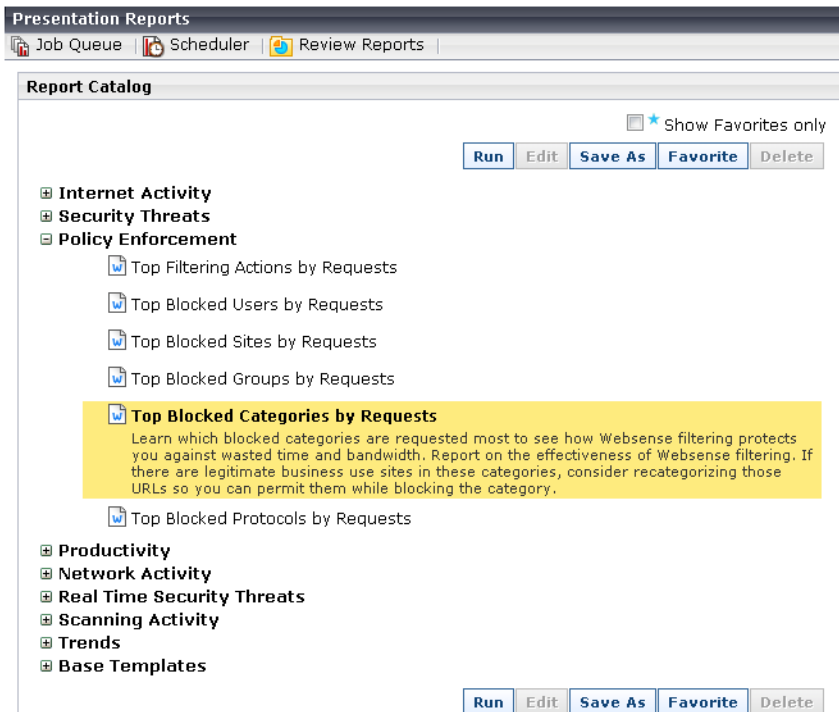 Presentation Reports
Job Queue | Scheduler | Review Reports |
Report Catalog
Show Favorites only
Run Edit Save As Favorite Delete
Internet Activity
Security Threats
Policy Enforcement
Top Filtering Actions by Requests
Top Blocked Users by Requests
Top Blocked Sites by Requests
Top Blocked Groups by Requests
Top Blocked Categories by Requests
Learn which blocked categories are requested most to see how Websense filtering protects
you against wasted time and bandwidth. Report on the effectiveness of Websense filtering. If
there are legitimate business use sites in these categories, consider recategorizing those
URLs so you can permit them while blocking the category.
Top Blocked Protocols by Requests
Productivity
Network Activity
Real Time Security Threats
Scanning Activity
Trends
Base Templates
Run Edit Save As Favorite Delete